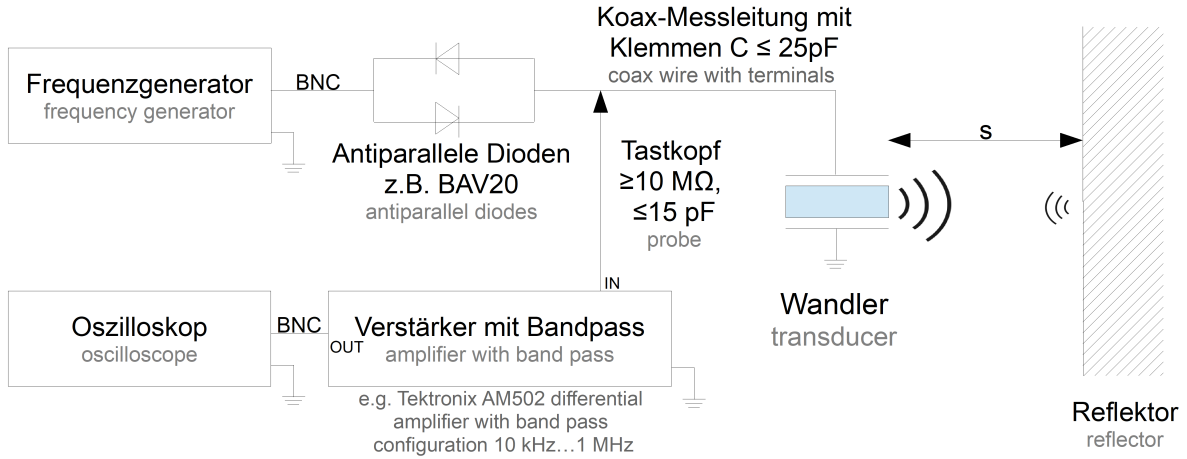 Frequenzgenerator
frequency generator
BNC
Antiparallele Dioden
z.B. BAV20
antiparallel diodes
Koax-Messleitung mit
Klemmen C ≤ 25pF
coax wire with terminals
Tastkopf
≥10 MΩ,
≤15 pF
probe
s
Wandler
transducer
Reflektor
reflector
Oszilloskop
oscilloscope
BNC
OUT
IN
Verstärker mit Bandpass
amplifier with band pass
e.g. Tektronix AM502 differential
amplifier with band pass
configuration 10 kHz…1 MHz